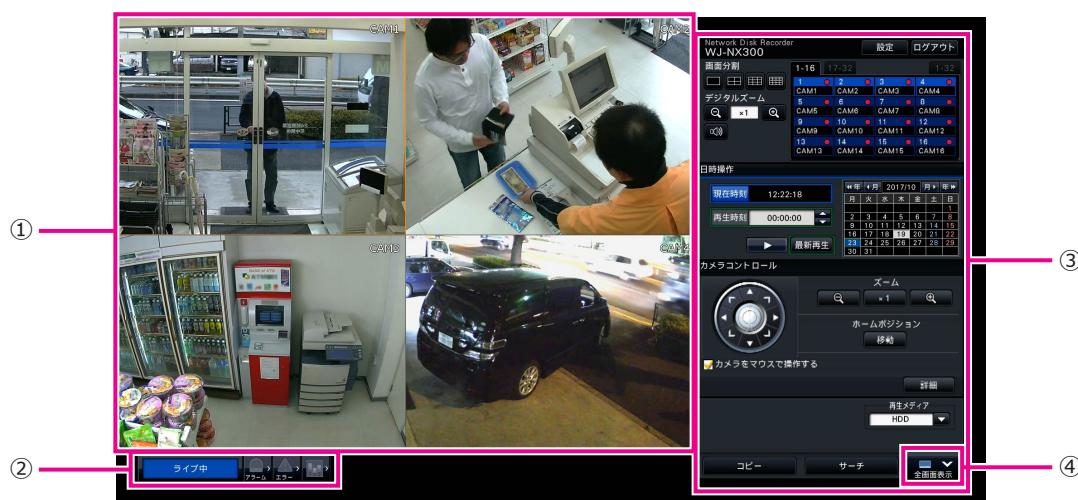 ①
②
③
④
CAM1
CAM2
CAM3
ライブ中
アラーム
エラー
Network Disk Recorder
WJ-NX300
設定
ログアウト
画面分割
1-16 17-32 1-32
1 2 3 4
CAM1 CAM2 CAM3 CAM4
5 6 7 8
CAM5 CAM6 CAM7 CAM8
9 10 11 12
CAM9 CAM10 CAM11 CAM12
13 14 15 16
CAM13 CAM14 CAM15 CAM16
デジタルズーム
×1
日時操作
現在時刻 12:22:18
再生時刻 00:00:00
最新再生
年 月 2017/10 月 年
月 火 水 木 金 土 日
1
2 3 4 5 6 7 8
9 10 11 12 13 14 15
16 17 18 19 20 21 22
23 24 25 26 27 28 29
30 31
カメラコントロール
ズーム
×1
ホームポジション
移動
カメラをマウスで操作する
詳細
再生メディア
HDD
コピー
サーチ
全画面表示